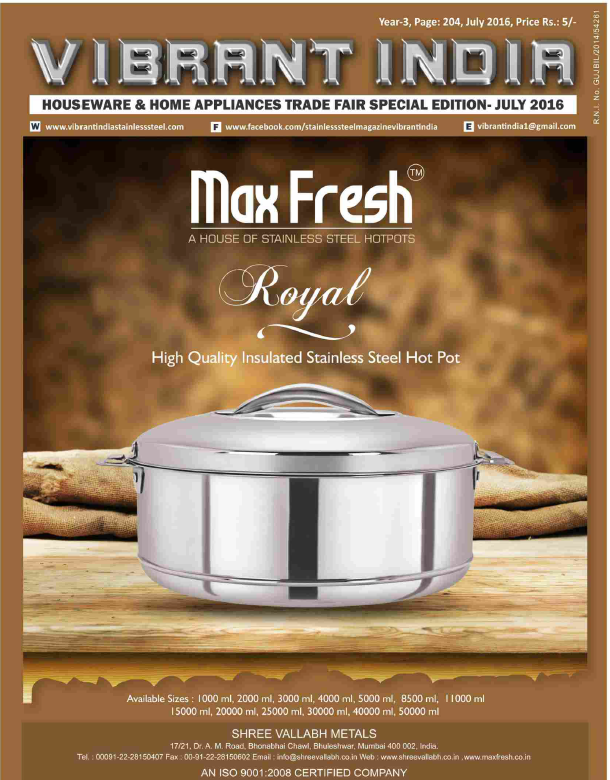 Year-3, Page: 204, July 2016, Price Rs.: 5/-
R.N.I. No. GUJBIL/2014/54261
VIBRANT INDIA
HOUSEWARE & HOME APPLIANCES TRADE FAIR SPECIAL EDITION- JULY 2016
W www.vibrantindiastainlesssteel.com F www.facebook.com/stainlesssteelmagazinevibrantindia E vibrantindia1@gmail.com
Max Fresh TM
A HOUSE OF STAINLESS STEEL HOTPOTS
Royal
High Quality Insulated Stainless Steel Hot Pot
Available Sizes : 1000 ml, 2000 ml, 3000 ml, 4000 ml, 5000 ml, 8500 ml, 11000 ml
15000 ml, 20000 ml, 25000 ml, 30000 ml, 40000 ml, 50000 ml
SHREE VALLABH METALS
17/21, Dr. A. M. Road, Bhonabhai Chawl, Bhuleshwar, Mumbai 400 002, India.
Tel. : 00091-22-28150407 Fax : 00-91-22-28150602 Email : info@shreevallabh.co.in Web : www.shreevallabh.co.in ,www.maxfresh.co.in
AN ISO 9001:2008 CERTIFIED COMPANY